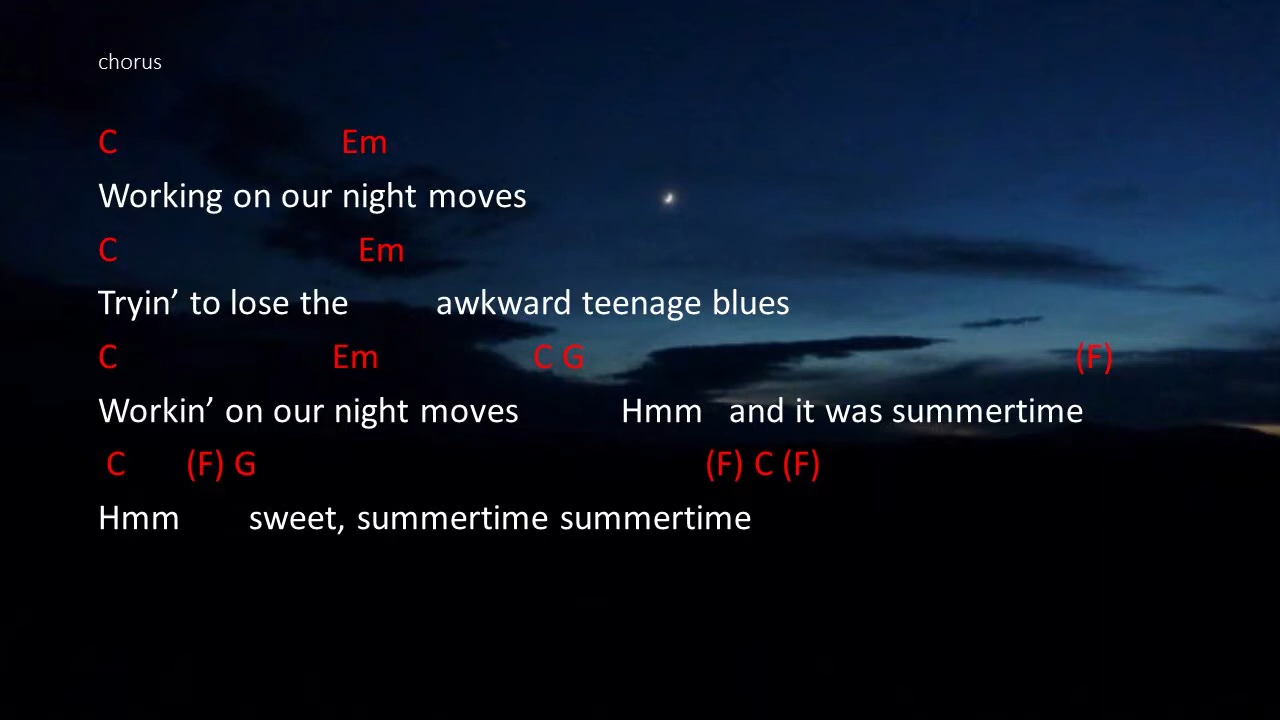 chorus
C Em
Working on our night moves
C Em
Tryin’ to lose the awkward teenage blues
C Em C G (F)
Workin’ on our night moves Hmm and it was summertime
C (F) G (F) C (F)
Hmm sweet, summertime summertime